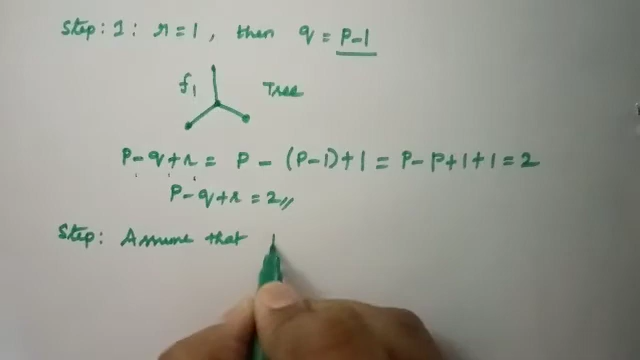 Step: 1: r=1, then q = p-1
f1 Tree
p-q+r = p - (p-1)+1 = p-p+1+1 = 2
p-q+r = 2//
Step: Assume that